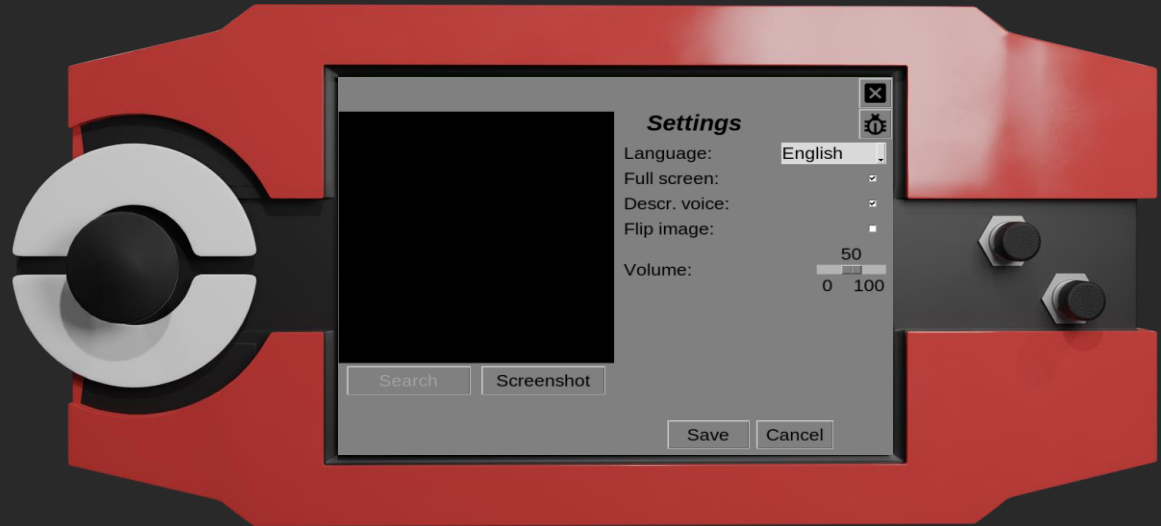 Settings
Language: English
Full screen:
Descr. voice:
Flip image:
50
Volume:
0 100
Search Screenshot
Save Cancel